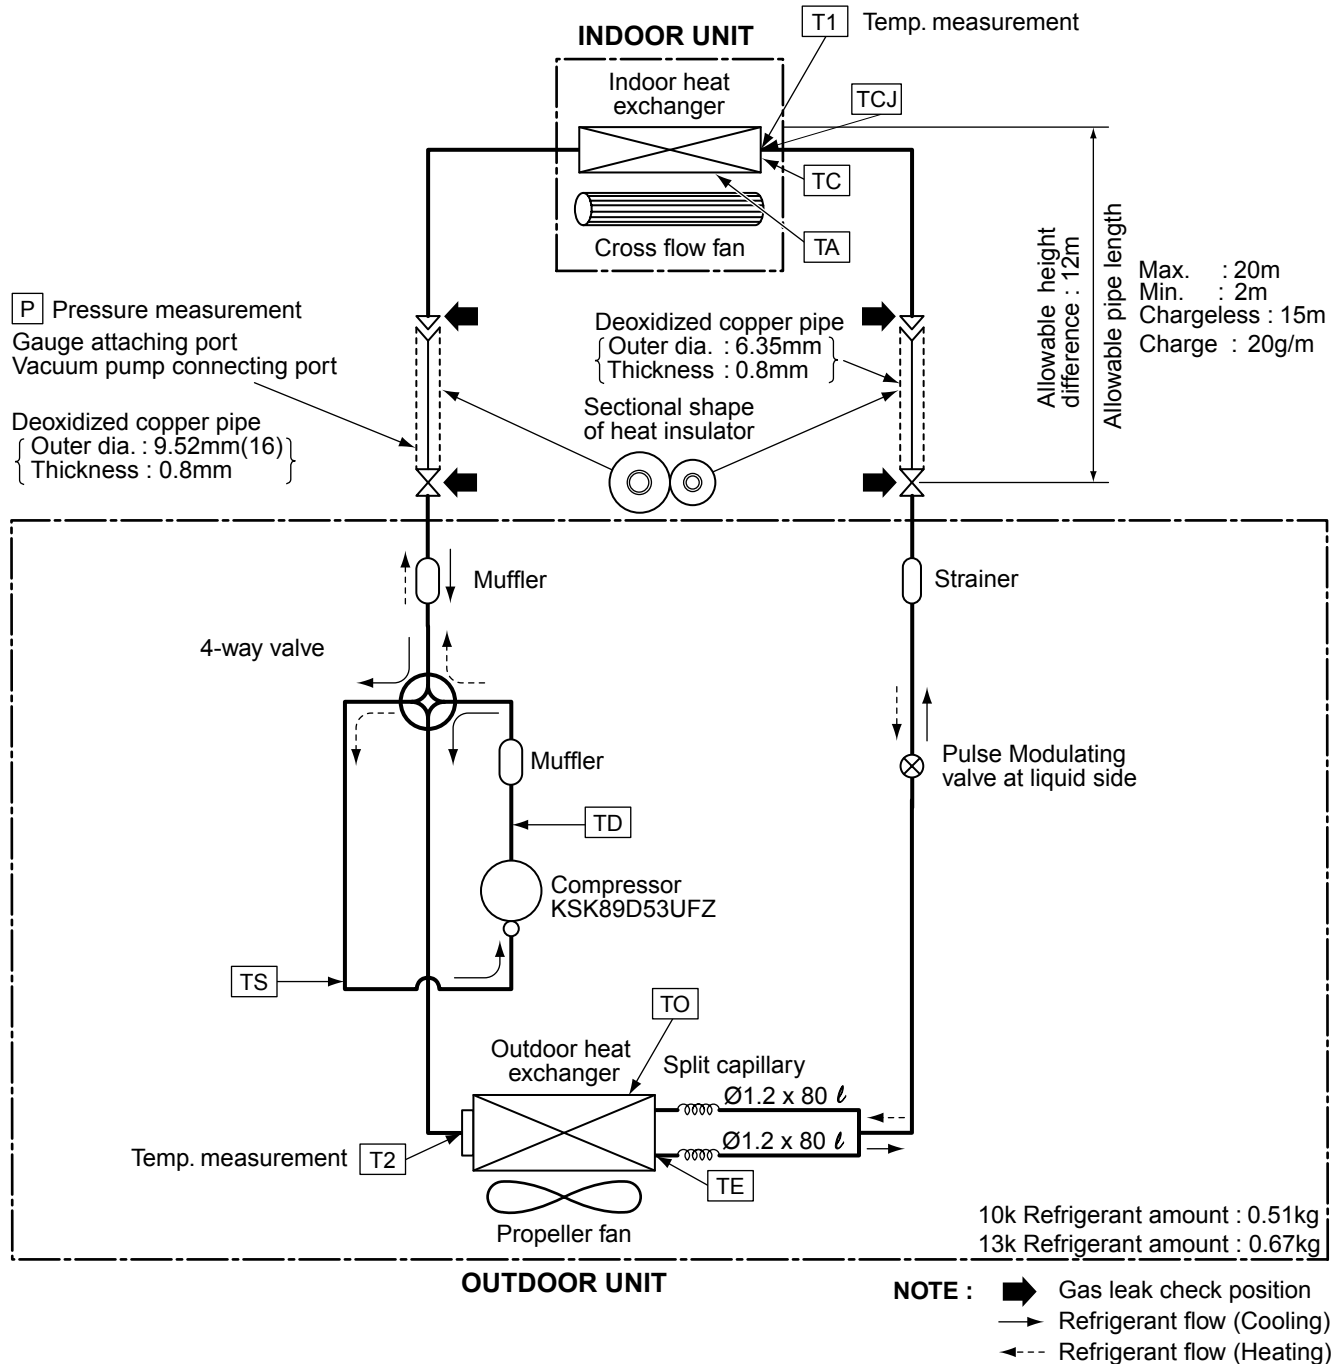 T1 Temp. measurement
INDOOR UNIT
Indoor heat
exchanger
TCJ
TC
Cross flow fan
TA
Allowable height
difference : 12m
Allowable pipe length
Max. : 20m
Min. : 2m
Chargeless : 15m
Charge : 20g/m
P Pressure measurement
Gauge attaching port
Vacuum pump connecting port
Deoxidized copper pipe
Outer dia. : 9.52mm(16)
Thickness : 0.8mm
Deoxidized copper pipe
Outer dia. : 6.35mm
Thickness : 0.8mm
Sectional shape
of heat insulator
Muffler
Strainer
4-way valve
Muffler
Pulse Modulating
valve at liquid side
TD
Compressor
KSK89D53UFZ
TS
TO
Outdoor heat
exchanger
Split capillary
Ø1.2 x 80 ℓ
Ø1.2 x 80 ℓ
Temp. measurement T2
TE
Propeller fan
10k Refrigerant amount : 0.51kg
13k Refrigerant amount : 0.67kg
OUTDOOR UNIT
NOTE :
Gas leak check position
Refrigerant flow (Cooling)
Refrigerant flow (Heating)